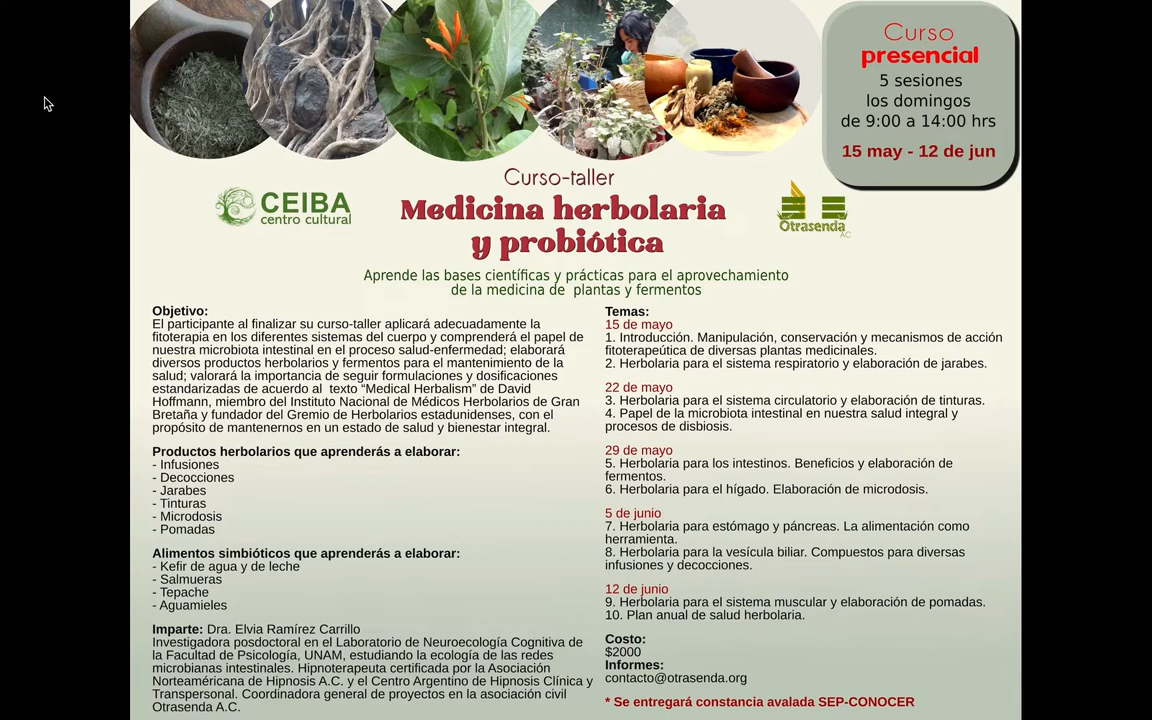 Curso
presencial
5 sesiones
los domingos
de 9:00 a 14:00 hrs
15 may - 12 de jun
CEIBA
centro cultural
Curso-taller
Medicina herbolaria
y probiótica
Otrasenda
AC
Aprende las bases científicas y prácticas para el aprovechamiento
de la medicina de plantas y fermentos
Objetivo:
El participante al finalizar su curso-taller aplicará adecuadamente la
fitoterapia en los diferentes sistemas del cuerpo y comprenderá el papel de
nuestra microbiota intestinal en el proceso salud-enfermedad; elaborará
diversos productos herbolarios y fermentos para el mantenimiento de la
salud; valorará la importancia de seguir formulaciones y dosificaciones
estandarizadas de acuerdo al texto “Medical Herbalism” de David
Hoffmann, miembro del Instituto Nacional de Médicos Herbolarios de Gran
Bretaña y fundador del Gremio de Herbolarios estadunidenses, con el
propósito de mantenernos en un estado de salud y bienestar integral.
Productos herbolarios que aprenderás a elaborar:
- Infusiones
- Decocciones
- Jarabes
- Tinturas
- Microdosis
- Pomadas
Alimentos simbióticos que aprenderás a elaborar:
- Kefir de agua y de leche
- Salmueras
- Tepache
- Aguamieles
Imparte: Dra. Elvia Ramírez Carrillo
Investigadora posdoctoral en el Laboratorio de Neuroecología Cognitiva de
la Facultad de Psicología, UNAM, estudiando la ecología de las redes
microbianas intestinales. Hipnoterapeuta certificada por la Asociación
Norteaméricana de Hipnosis A.C. y el Centro Argentino de Hipnosis Clínica y
Transpersonal. Coordinadora general de proyectos en la asociación civil
Otrasenda A.C.
Temas:
15 de mayo
1. Introducción. Manipulación, conservación y mecanismos de acción
fitoterapeútica de diversas plantas medicinales.
2. Herbolaria para el sistema respiratorio y elaboración de jarabes.
22 de mayo
3. Herbolaria para el sistema circulatorio y elaboración de tinturas.
4. Papel de la microbiota intestinal en nuestra salud integral y
procesos de disbiosis.
29 de mayo
5. Herbolaria para los intestinos. Beneficios y elaboración de
fermentos.
6. Herbolaria para el hígado. Elaboración de microdosis.
5 de junio
7. Herbolaria para estómago y páncreas. La alimentación como
herramienta.
8. Herbolaria para la vesícula biliar. Compuestos para diversas
infusiones y decocciones.
12 de junio
9. Herbolaria para el sistema muscular y elaboración de pomadas.
10. Plan anual de salud herbolaria.
Costo:
$2000
Informes:
contacto@otrasenda.org
* Se entregará constancia avalada SEP-CONOCER